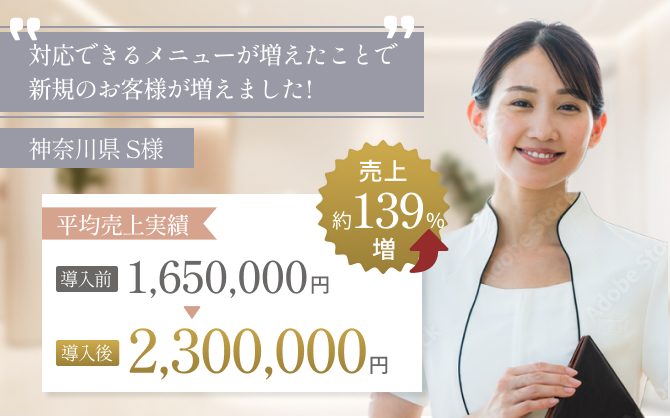 対応できるメニューが増えたことで
新規のお客様が増えました!
神奈川県 S様
売上
約139%
増
平均売上実績
導入前 1,650,000円
導入後 2,300,000円
Adobe Stock